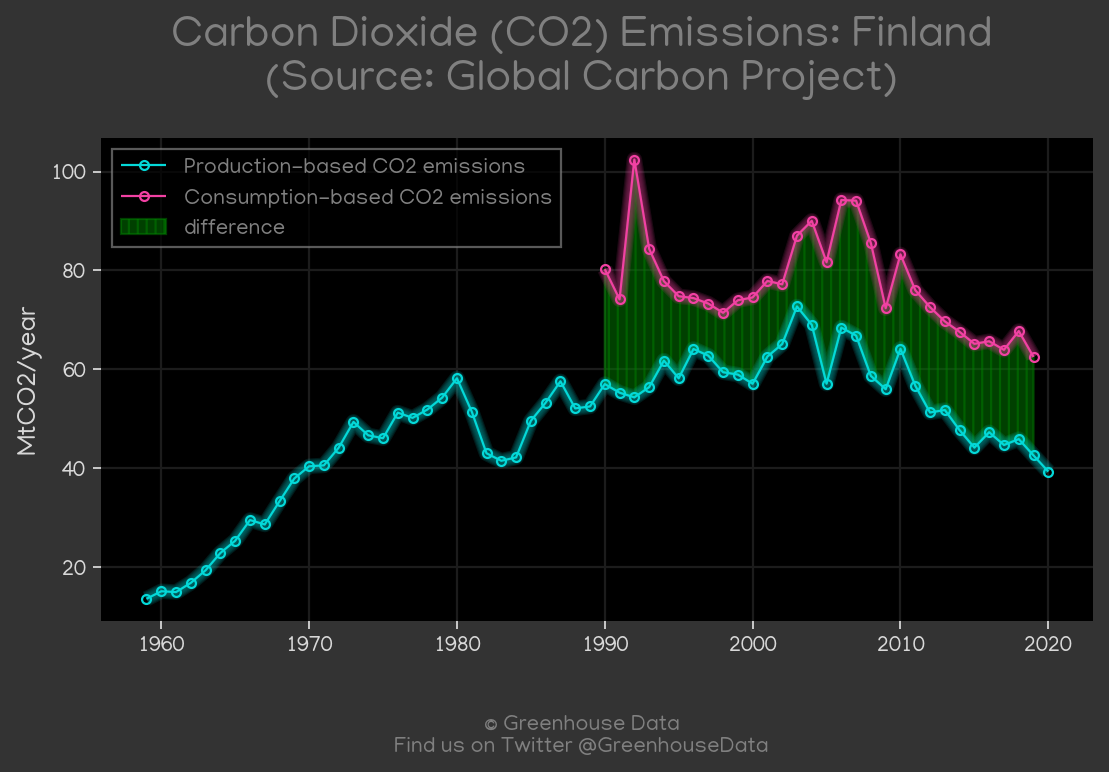 Carbon Dioxide (CO2) Emissions: Finland
(Source: Global Carbon Project)
Production-based CO2 emissions
Consumption-based CO2 emissions
difference
MtCO2/year
100
80
60
40
20
1960 1970 1980 1990 2000 2010 2020
© Greenhouse Data
Find us on Twitter @GreenhouseData